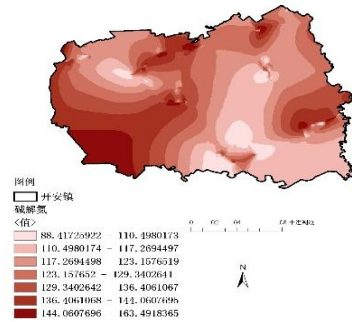 图例
开安镇
碱解氮
<值>
88.41725922 - 110.4980173
110.4980174 - 117.2694497
117.2694498 - 123.1576519
123.157652 - 129.3402641
129.3402642 - 136.4061067
136.4061068 - 144.0607695
144.0607696 - 163.4918365
N